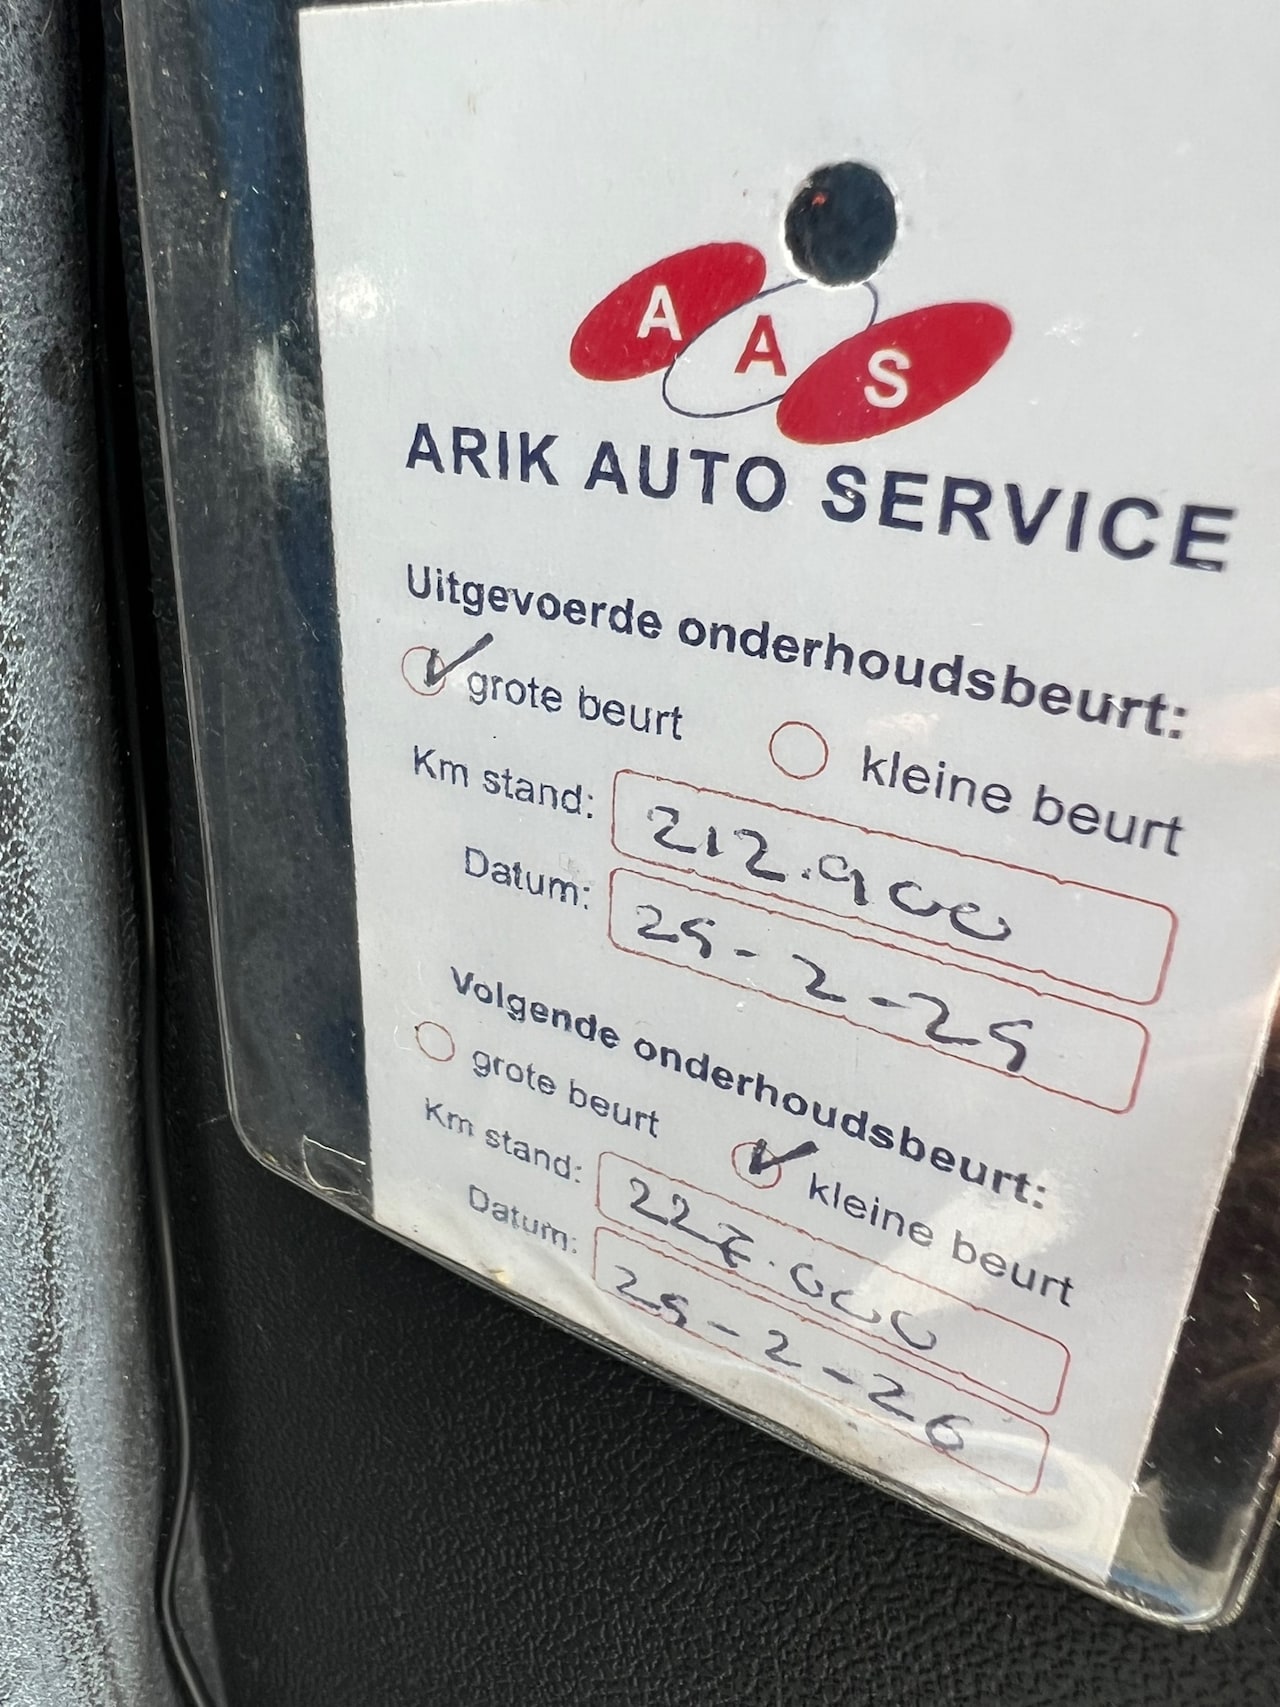 A A S
ARIK AUTO SERVICE
Uitgevoerde onderhoudsbeurt:
grote beurt kleine beurt
Km stand: 212.900
Datum: 25-2-25
Volgende onderhoudsbeurt:
grote beurt kleine beurt
Km stand: 227.000
Datum: 25-2-26